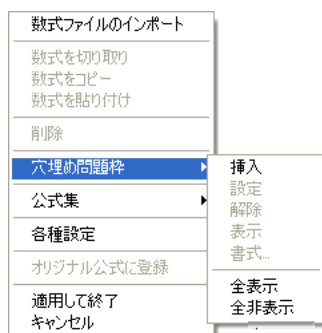 数式ファイルのインポート
数式を切り取り
数式をコピー
数式を貼り付け
削除
穴埋め問題枠
公式集
各種設定
オリジナル公式に登録
適用して終了
キャンセル
挿入
設定
解除
表示
書式...
全表示
全非表示